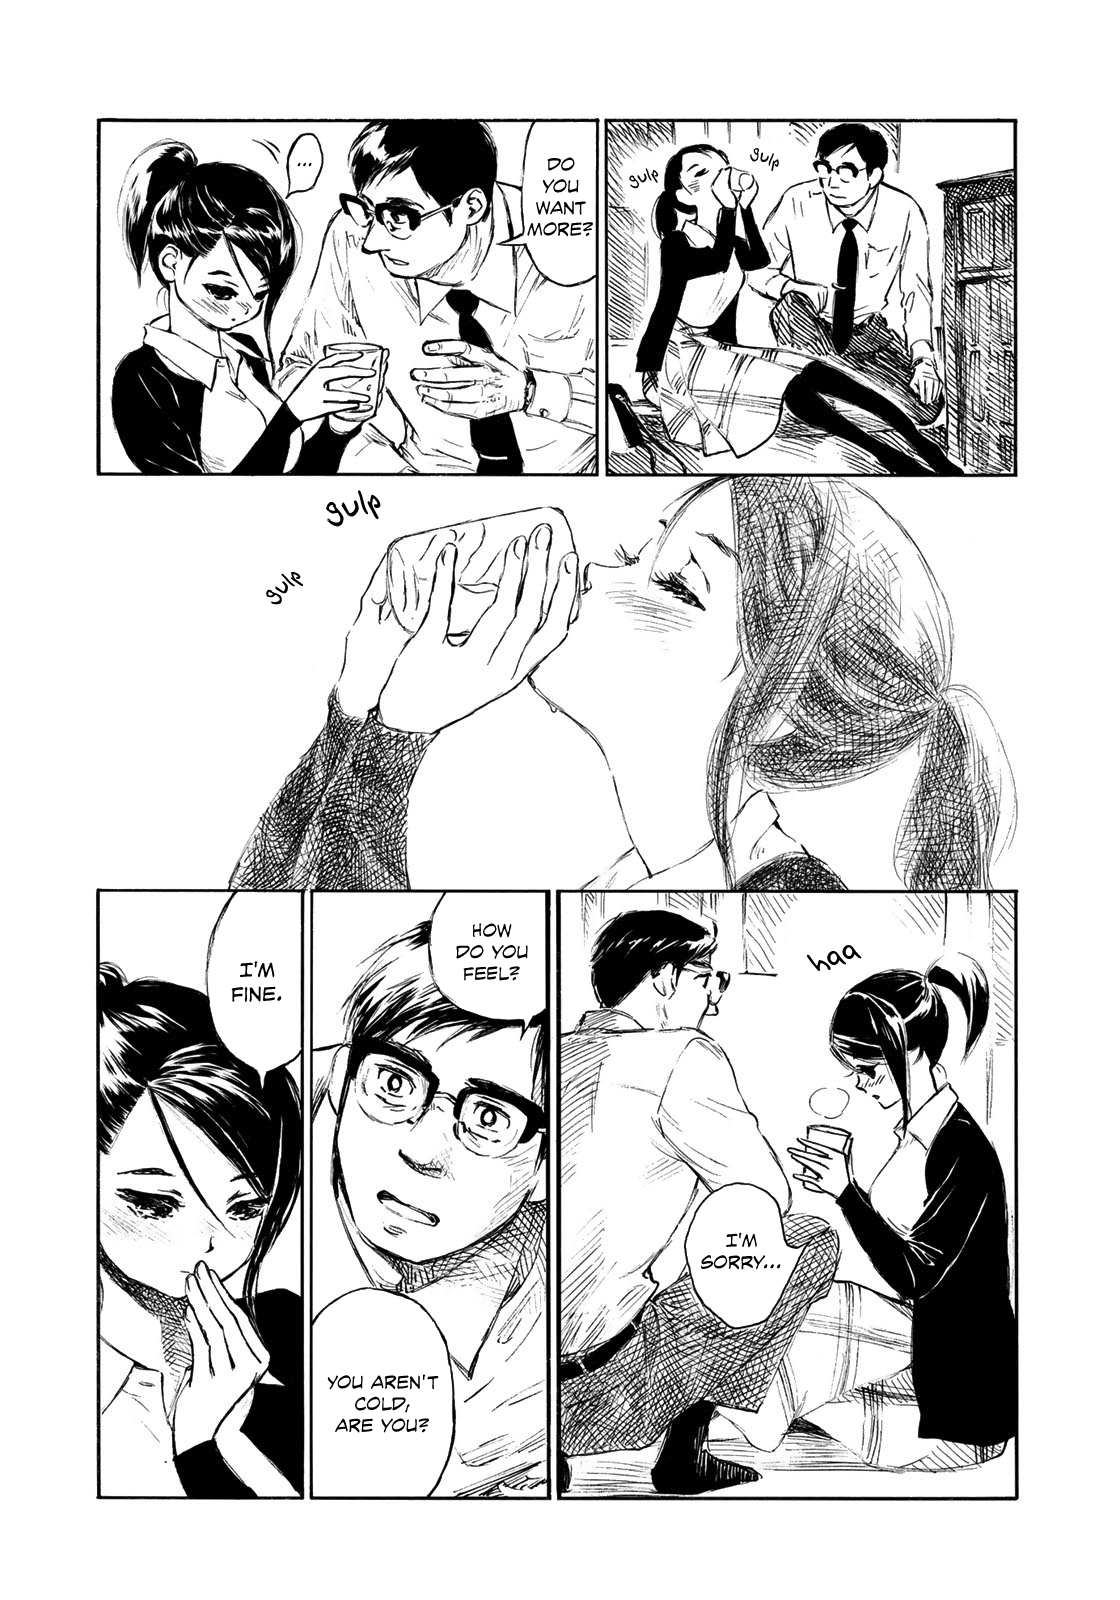 gulp
gulp
DO
YOU
WANT
MORE?
...
gulp
gulp
haa
I'M
SORRY...
HOW
DO YOU
FEEL?
YOU AREN'T
COLD,
ARE YOU?
I'M
FINE.